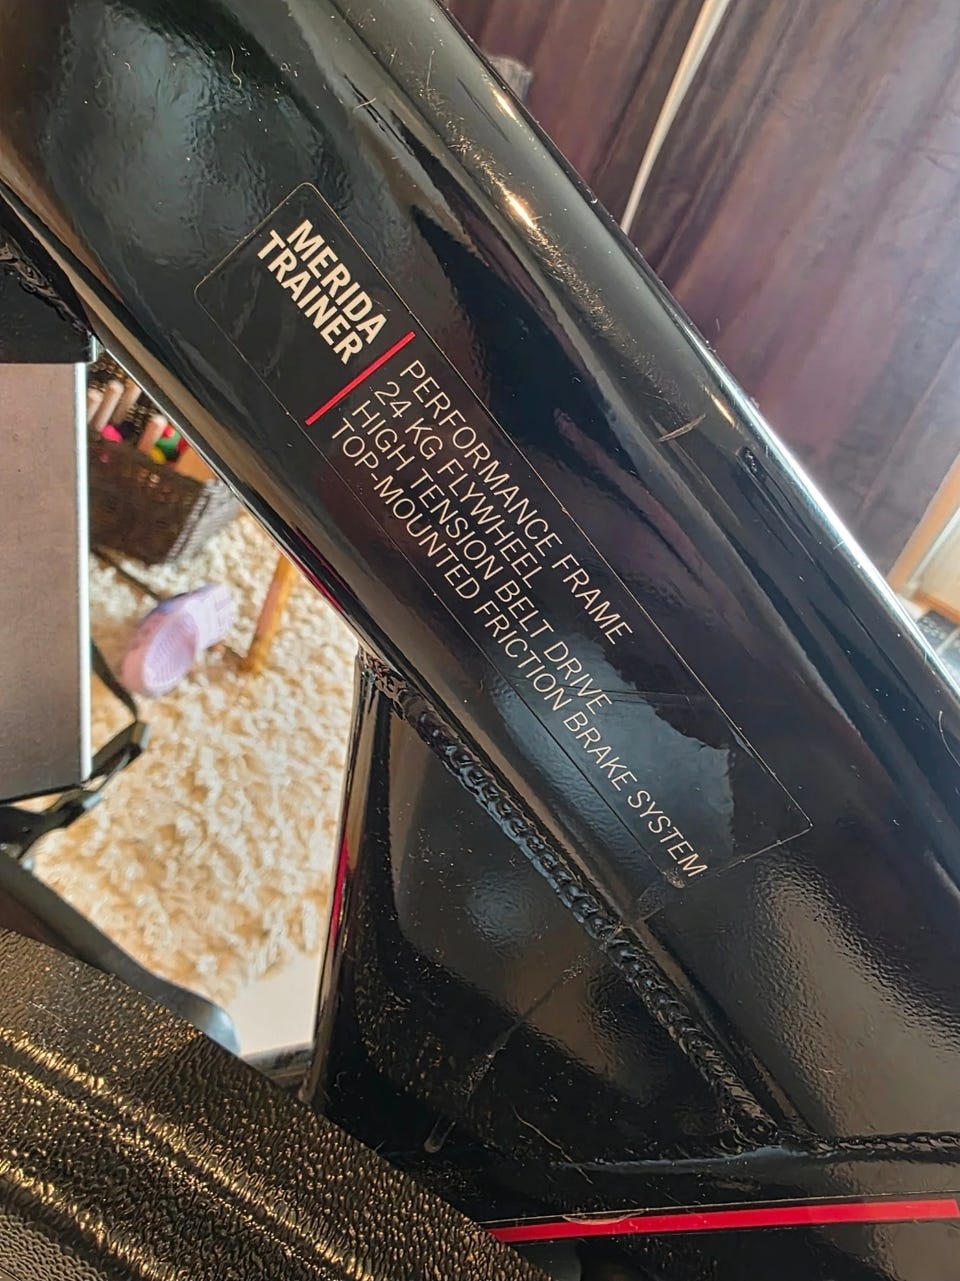 MERIDA
TRAINER
PERFORMANCE FRAME
24 KG FLYWHEEL
HIGH TENSION BELT DRIVE
TOP-MOUNTED FRICTION BRAKE SYSTEM